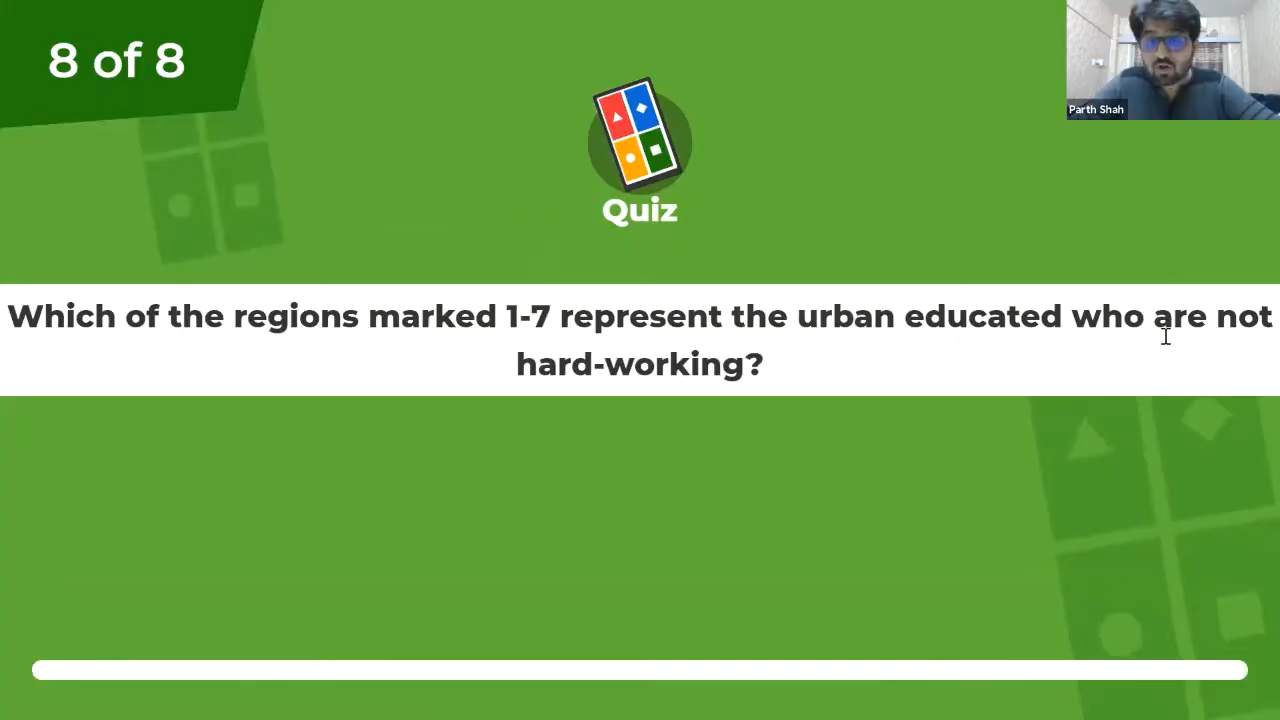 8 of 8
Parth Shah
Quiz
Which of the regions marked 1-7 represent the urban educated who are not
hard-working?